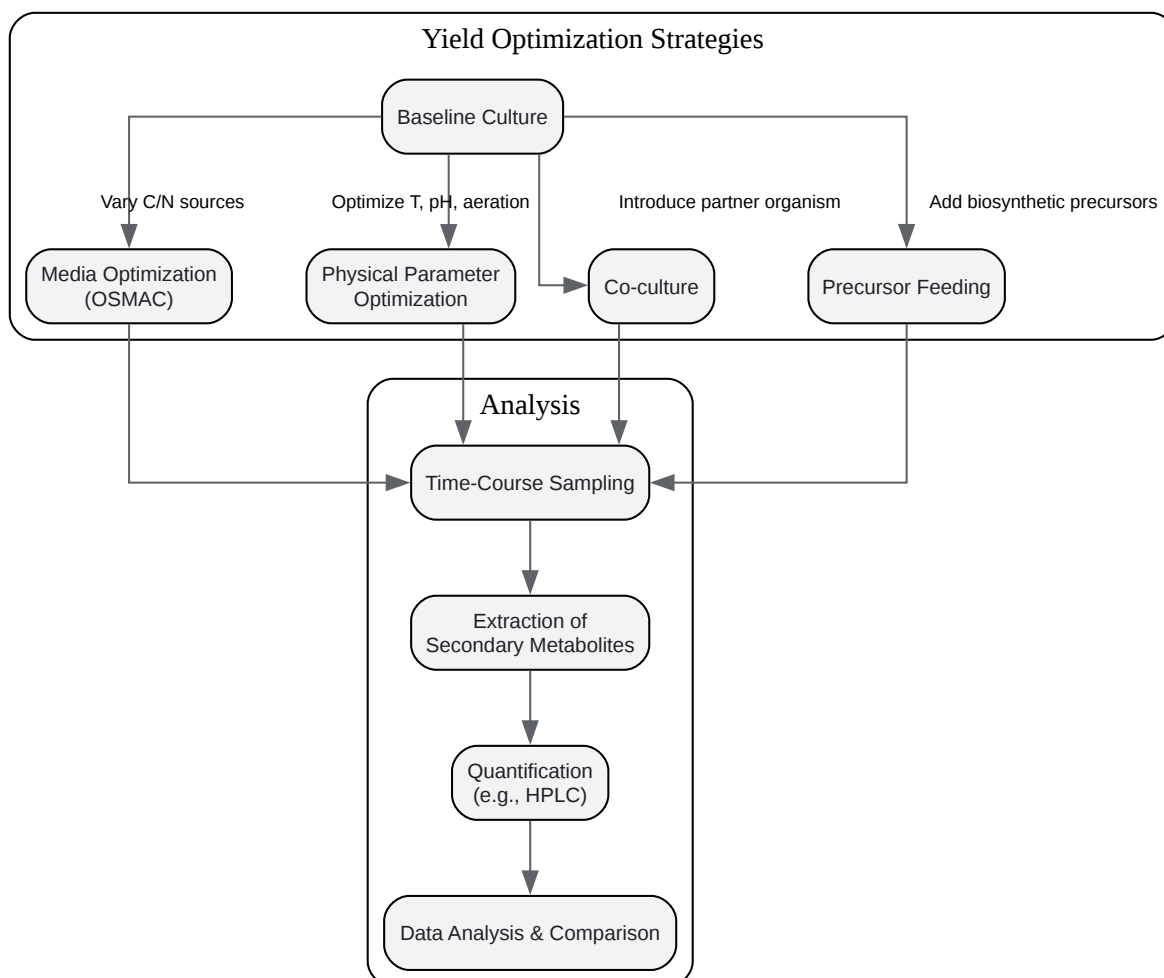 Yield Optimization Strategies
Baseline Culture
Vary C/N sources
Optimize T, pH, aeration
Introduce partner organism
Add biosynthetic precursors
Media Optimization
(OSMAC)
Physical Parameter
Optimization
Co-culture
Precursor Feeding
Analysis
Time-Course Sampling
Extraction of
Secondary Metabolites
Quantification
(e.g., HPLC)
Data Analysis & Comparison